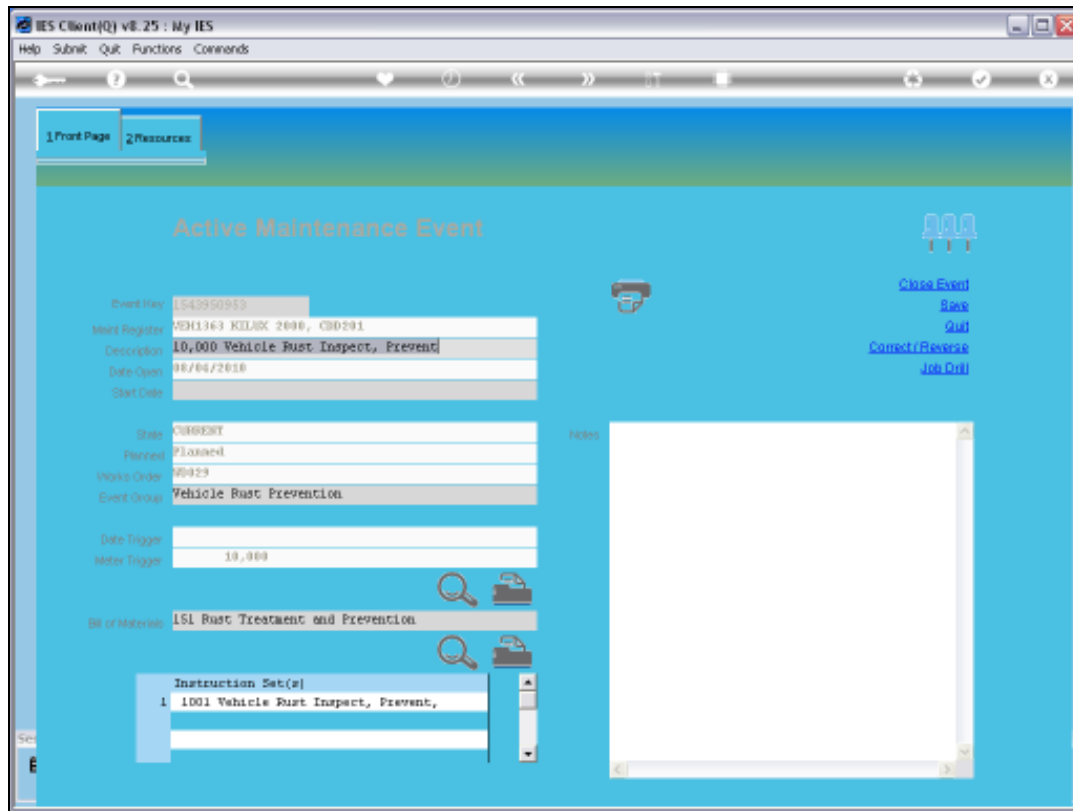 IES Client(Q) v8.25 : My IES
Help Submit Quit Functions Commands
1 Front Page 2 Resources
Active Maintenance Event
Close Event
Save
Quit
Correct / Reverse
Job Drill
Event Key 1543950953
Maint Register VEH1363 HILUX 2000, CDD201
Description 10,000 Vehicle Rust Inspect, Prevent
Date Open 08/06/2010
Start Date
State CURRENT
Notes
Planned Planned
Works Order WO029
Event Group Vehicle Rust Prevention
Date Trigger
Meter Trigger 10,000
Bill of Materials 151 Rust Treatment and Prevention
Instruction Set(s)
1 1001 Vehicle Rust Inspect, Prevent,